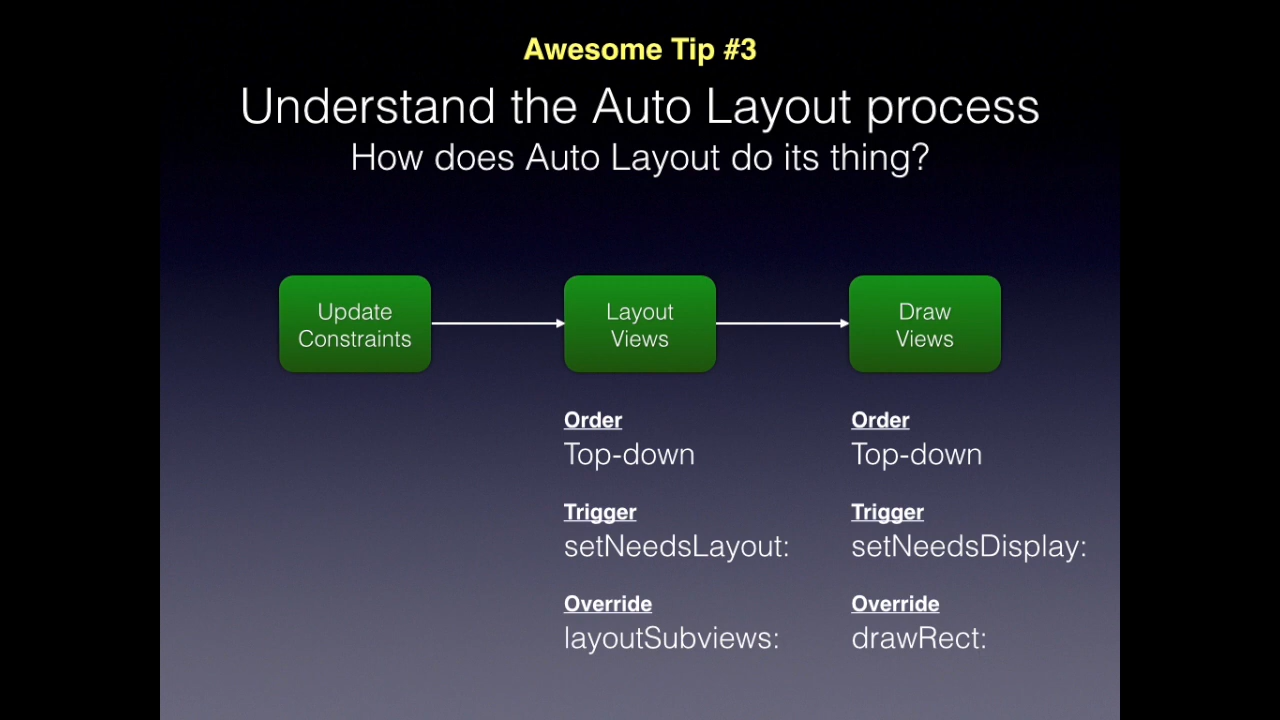 Awesome Tip #3
Understand the Auto Layout process
How does Auto Layout do its thing?
Update
Constraints
Layout
Views
Draw
Views
Order
Top-down
Trigger
setNeedsLayout:
Override
layoutSubviews:
Order
Top-down
Trigger
setNeedsDisplay:
Override
drawRect: